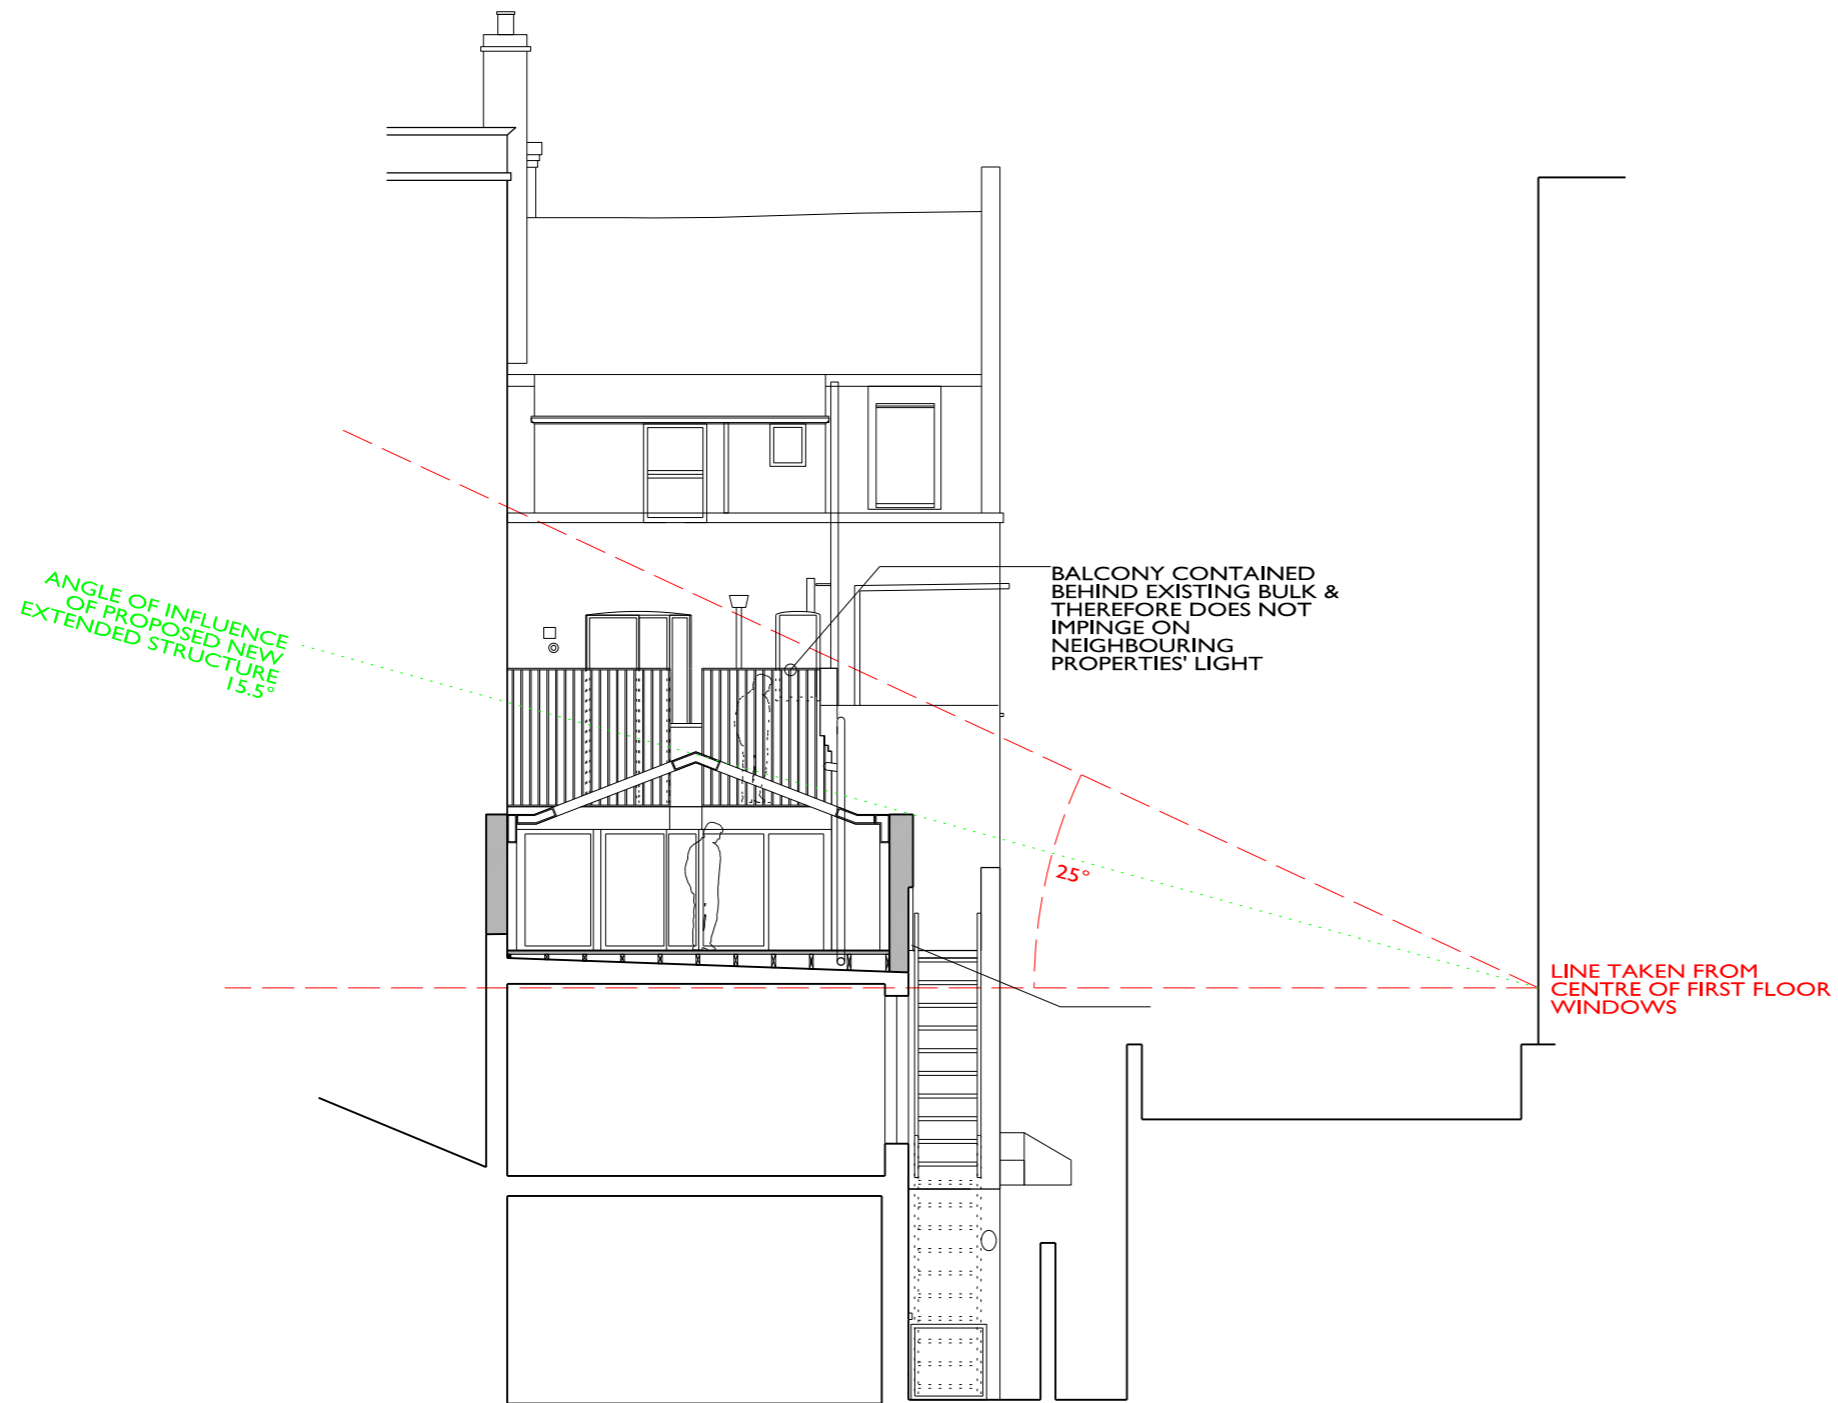 ANGLE OF INFLUENCE
OF PROPOSED NEW
EXTENDED STRUCTURE
15.5°
BALCONY CONTAINED
BEHIND EXISTING BULK &
THEREFORE DOES NOT
IMPINGE ON
NEIGHBOURING
PROPERTIES' LIGHT
25°
LINE TAKEN FROM
CENTRE OF FIRST FLOOR
WINDOWS